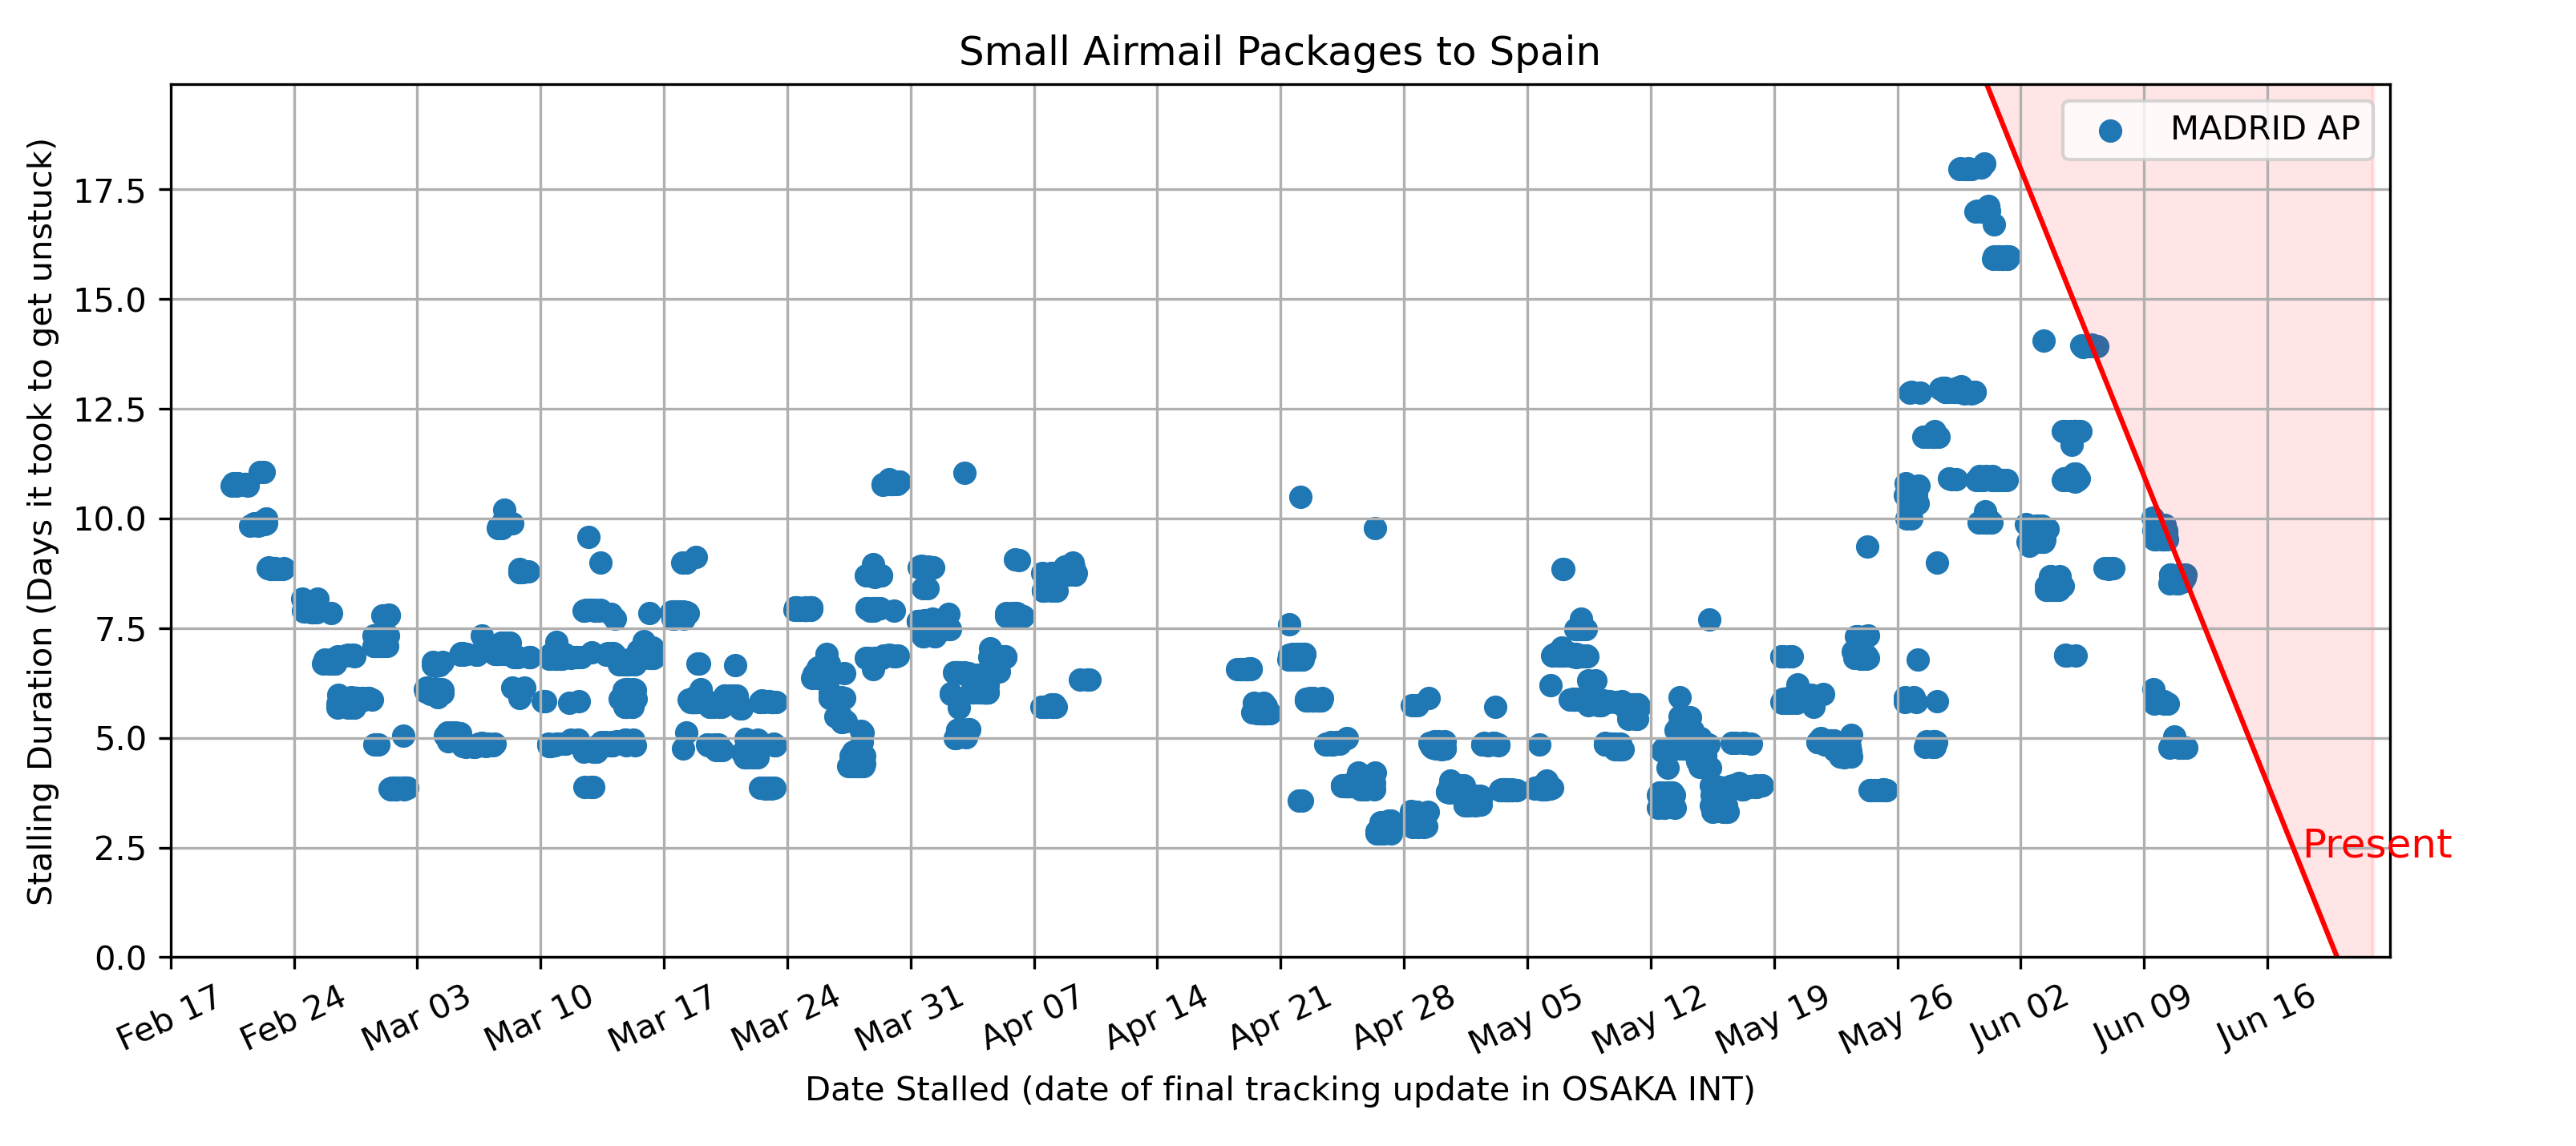 Small Airmail Packages to Spain
MADRID AP
Stalling Duration (Days it took to get unstuck)
17.5
15.0
12.5
10.0
7.5
5.0
2.5
0.0
Present
Feb 17 Feb 24 Mar 03 Mar 10 Mar 17 Mar 24 Mar 31 Apr 07 Apr 14 Apr 21 Apr 28 May 05 May 12 May 19 May 26 Jun 02 Jun 09 Jun 16
Date Stalled (date of final tracking update in OSAKA INT)